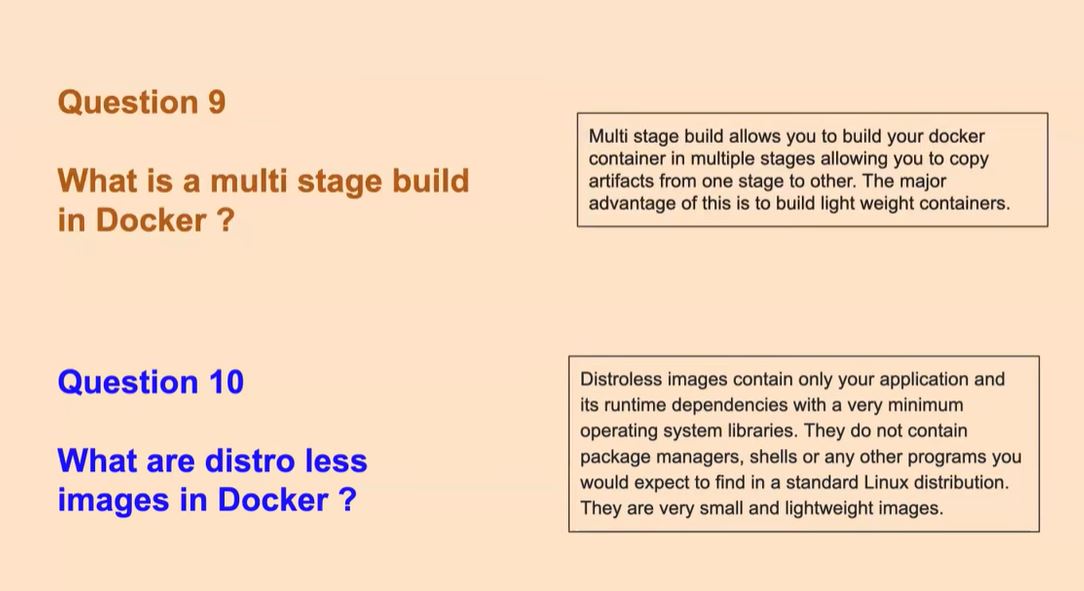 Question 9
What is a multi stage build
in Docker ?
Multi stage build allows you to build your docker
container in multiple stages allowing you to copy
artifacts from one stage to other. The major
advantage of this is to build light weight containers.
Question 10
What are distro less
images in Docker ?
Distroless images contain only your application and
its runtime dependencies with a very minimum
operating system libraries. They do not contain
package managers, shells or any other programs you
would expect to find in a standard Linux distribution.
They are very small and lightweight images.